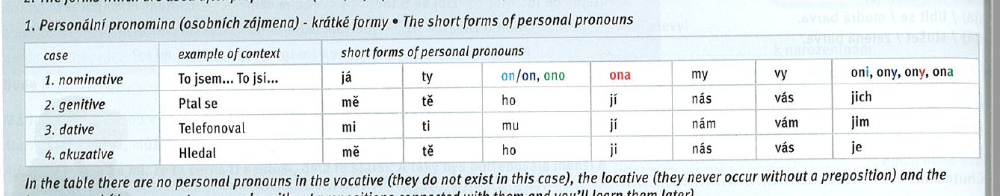 1. Personální pronomina (osobních zájmena) - krátké formy • The short forms of personal pronouns
case example of context short forms of personal pronouns
1. nominative To jsem... To jsi... já ty on/on, ono ona my vy oni, ony, ony, ona
2. genitive Ptal se mě tě ho jí nás vás jich
3. dative Telefonoval mi ti mu jí nám vám jim
4. akuzative Hledal mě tě ho ji nás vás je
In the table there are no personal pronouns in the vocative (they do not exist in this case), the locative (they never occur without a preposition) and the